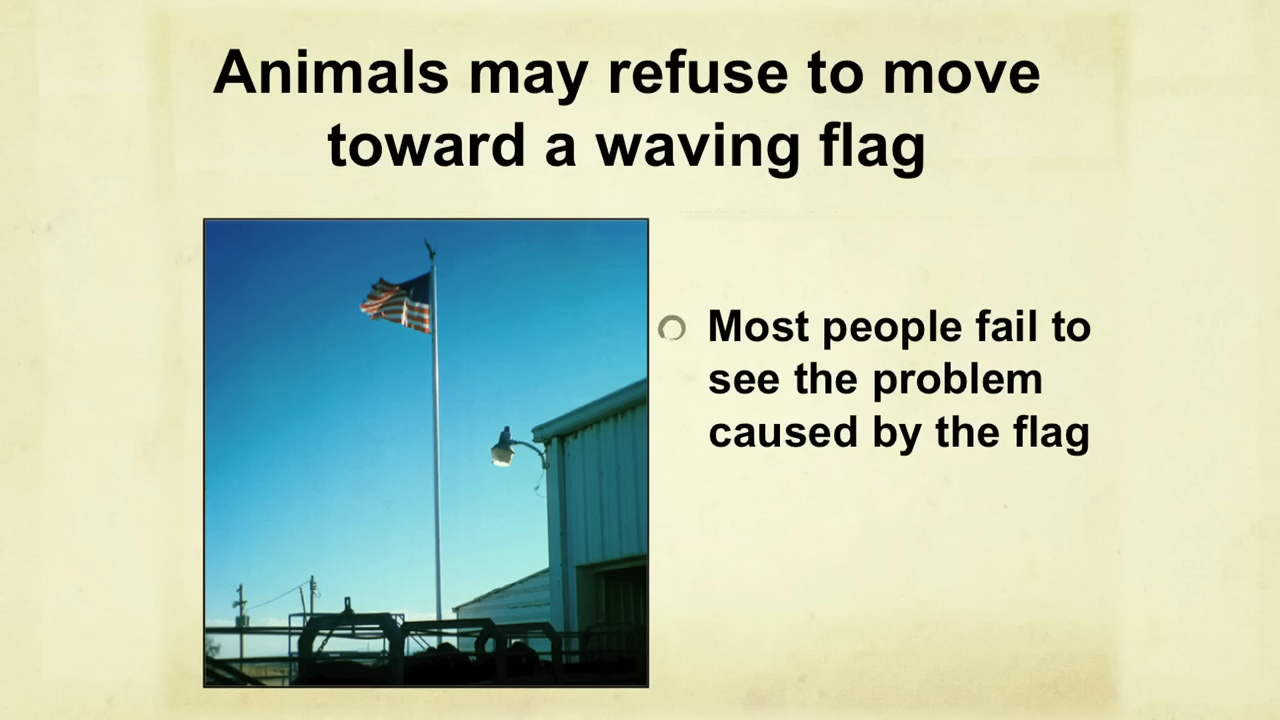 Animals may refuse to move
toward a waving flag
Most people fail to
see the problem
caused by the flag